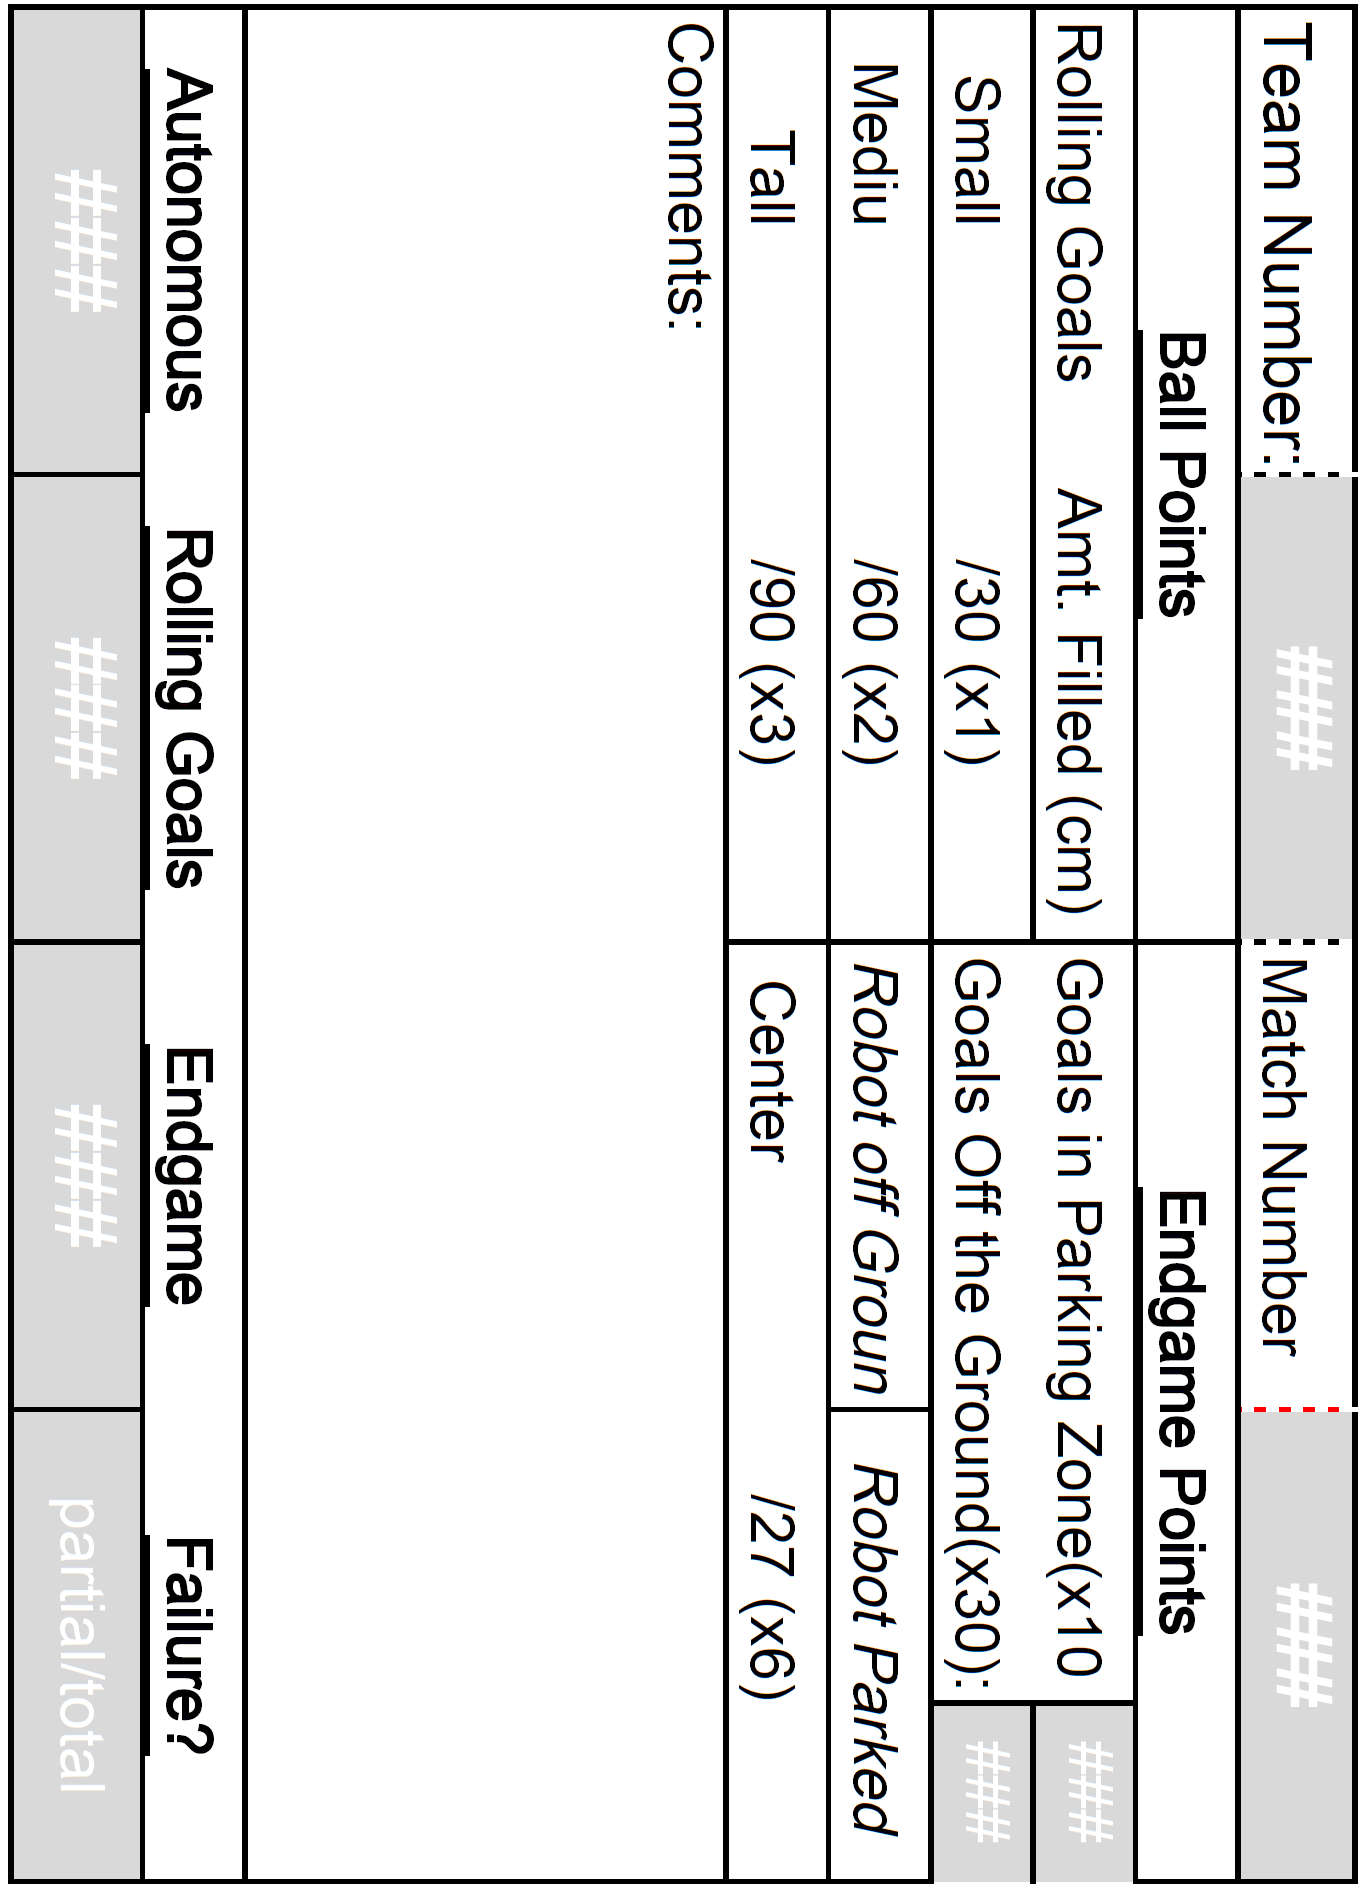 Team Number: ### Match Number ###
Ball Points Endgame Points
Rolling Goals Amt. Filled (cm) Goals in Parking Zone(x10 ###
Small /30 (x1) Goals Off the Ground(x30): ###
Mediu /60 (x2) Robot off Groun Robot Parked
Tall /90 (x3) Center /27 (x6)
Comments:
Autonomous Rolling Goals Endgame Failure?
### ### ### partial/total